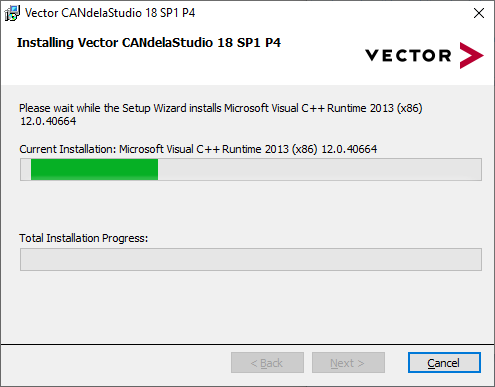 Vector CANdelaStudio 18 SP1 P4
Installing Vector CANdelaStudio 18 SP1 P4
VECTOR
Please wait while the Setup Wizard installs Microsoft Visual C++ Runtime 2013 (x86)
12.0.40664
Current Installation: Microsoft Visual C++ Runtime 2013 (x86) 12.0.40664
Total Installation Progress:
< Back Next > Cancel